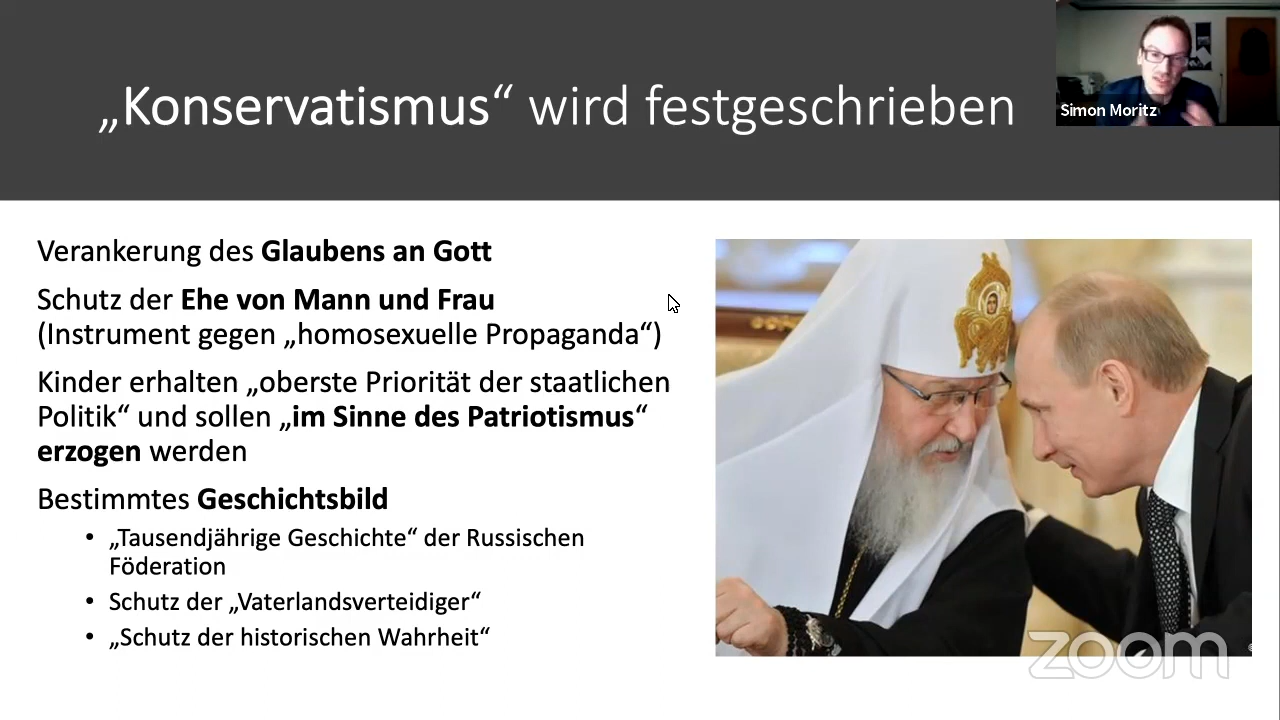 „Konservatismus“ wird festgeschrieben
Simon Moritz
Verankerung des Glaubens an Gott
Schutz der Ehe von Mann und Frau
(Instrument gegen „homosexuelle Propaganda“)
Kinder erhalten „oberste Priorität der staatlichen
Politik“ und sollen „im Sinne des Patriotismus“
erzogen werden
Bestimmtes Geschichtsbild
• „Tausendjährige Geschichte“ der Russischen
Föderation
• Schutz der „Vaterlandsverteidiger“
• „Schutz der historischen Wahrheit“
zoom